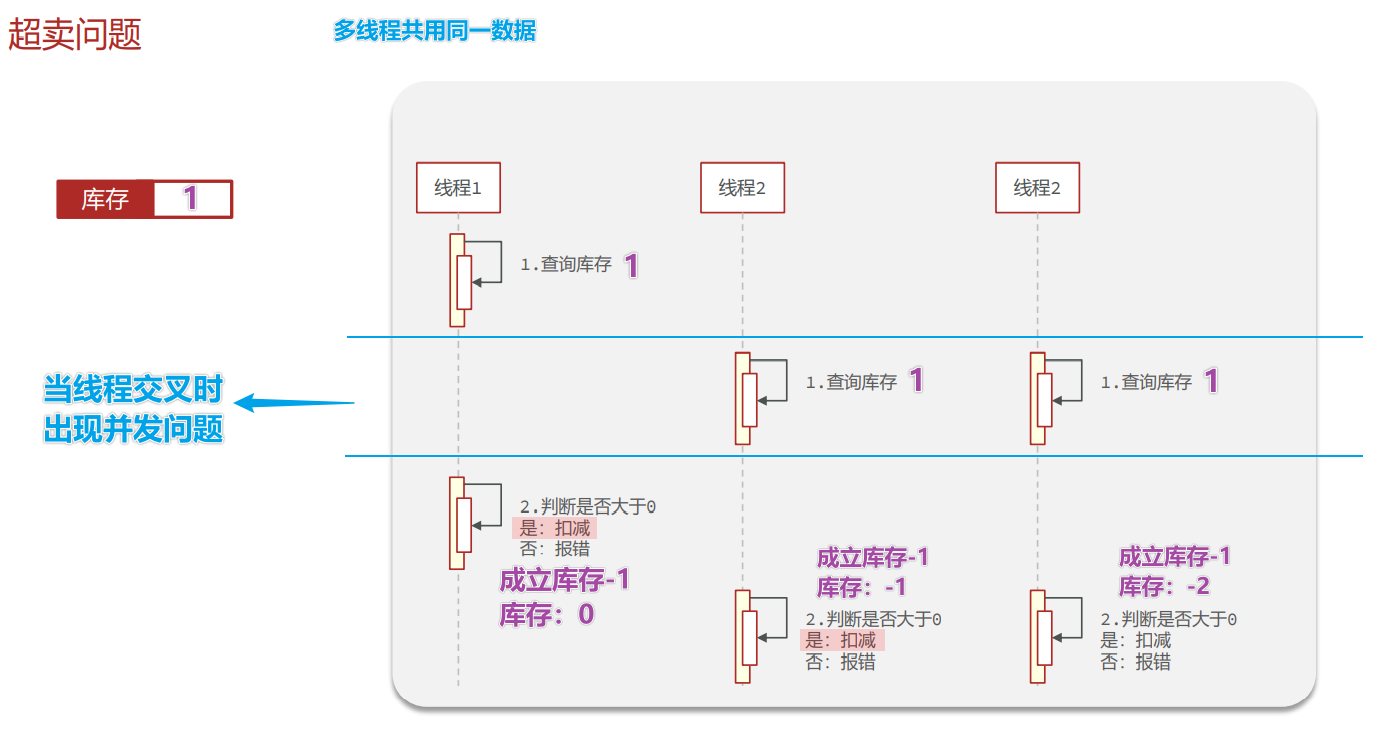 超卖问题
多线程共用同一数据
库存 1
线程1
线程2
线程2
1.查询库存 1
1.查询库存 1
1.查询库存 1
当线程交叉时
出现并发问题
2.判断是否大于0
是：扣减
否：报错
成立库存-1
库存：0
成立库存-1
库存：-1
2.判断是否大于0
是：扣减
否：报错
成立库存-1
库存：-2
2.判断是否大于0
是：扣减
否：报错